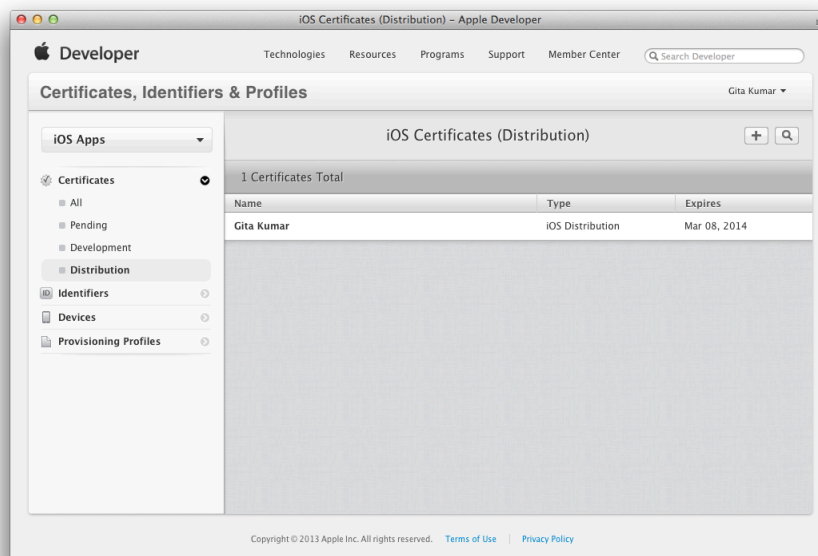 iOS Certificates (Distribution) – Apple Developer
Developer
Technologies Resources Programs Support Member Center Search Developer
Certificates, Identifiers & Profiles
Gita Kumar
iOS Apps
Certificates
All
Pending
Development
Distribution
ID Identifiers
Devices
Provisioning Profiles
iOS Certificates (Distribution)
1 Certificates Total
Name Type Expires
Gita Kumar iOS Distribution Mar 08, 2014
Copyright © 2013 Apple Inc. All rights reserved. Terms of Use | Privacy Policy